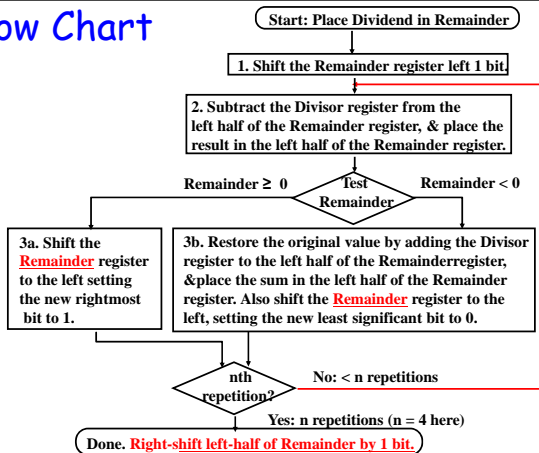 ow Chart
Start: Place Dividend in Remainder
1. Shift the Remainder register left 1 bit.
2. Subtract the Divisor register from the
left half of the Remainder register, & place the
result in the left half of the Remainder register.
Remainder ≥ 0
Test
Remainder
Remainder < 0
3a. Shift the
Remainder register
to the left setting
the new rightmost
bit to 1.
3b. Restore the original value by adding the Divisor
register to the left half of the Remainderregister,
&place the sum in the left half of the Remainder
register. Also shift the Remainder register to the
left, setting the new least significant bit to 0.
nth
repetition?
No: < n repetitions
Yes: n repetitions (n = 4 here)
Done. Right-shift left-half of Remainder by 1 bit.